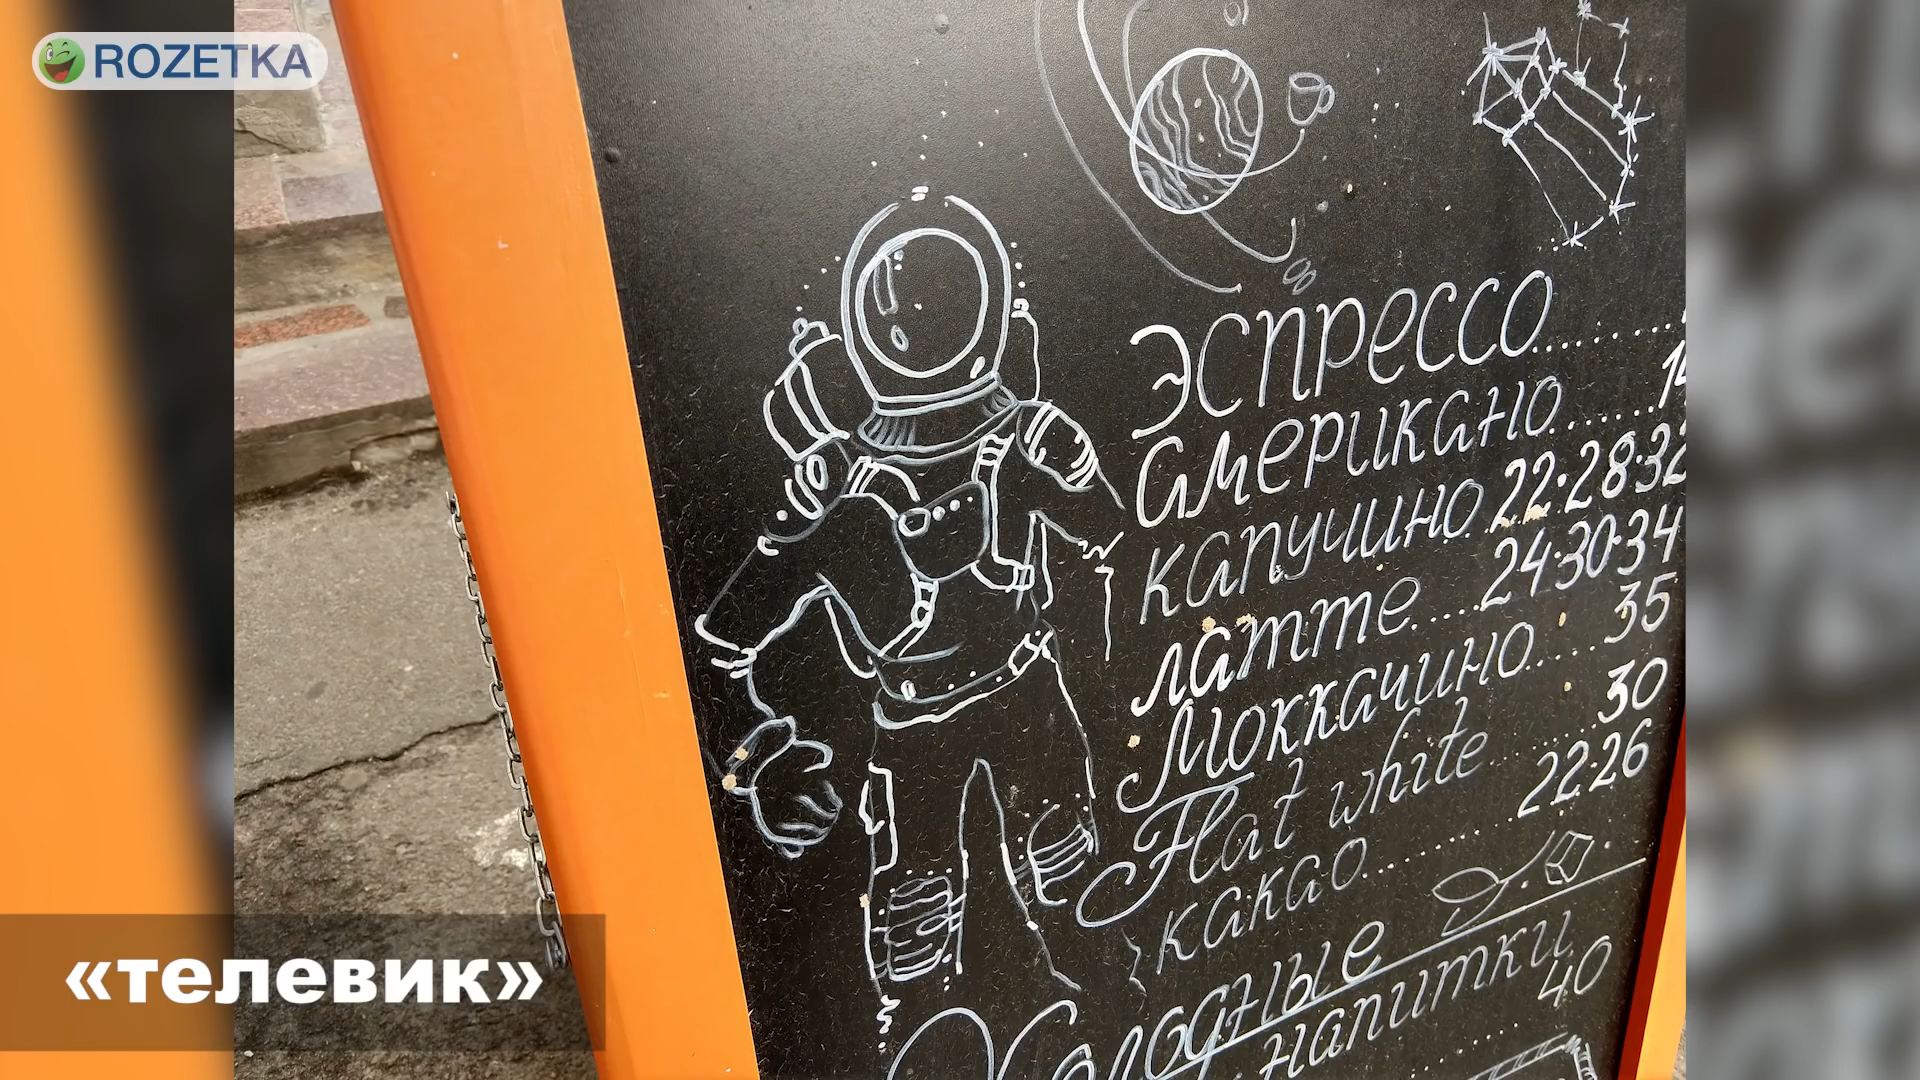 ROZETKA
Эспрессо..........
Американо.......14
Капучино 22·28·32
Латте.....24·30·34
Моккачино.....35
Flat white.......30
Какао.........22·26
Холодные
напитки
40
«телевик»